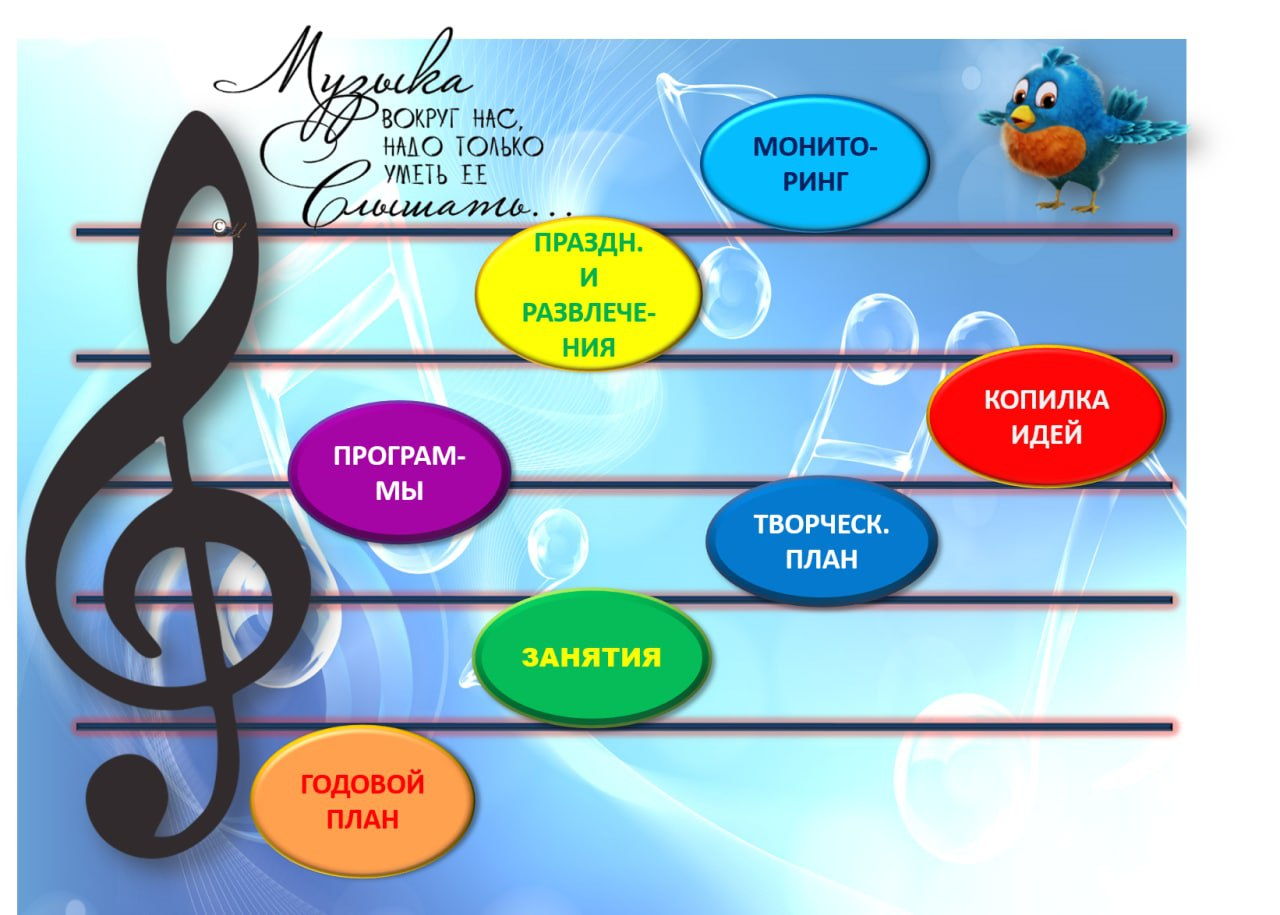 Музыка
ВОКРУГ НАС,
НАДО ТОЛЬКО
УМЕТЬ ЕЕ
Слышать...
МОНИТО-
РИНГ
ПРАЗДН.
И
РАЗВЛЕЧЕ-
НИЯ
КОПИЛКА
ИДЕЙ
ПРОГРАМ-
МЫ
ТВОРЧЕСК.
ПЛАН
ЗАНЯТИЯ
ГОДОВОЙ
ПЛАН